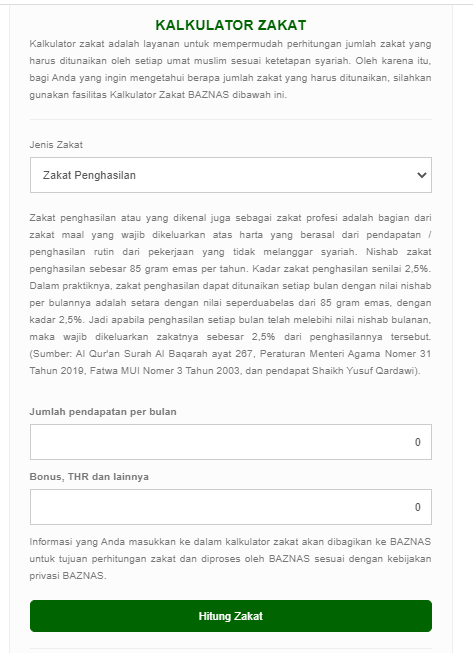 KALKULATOR ZAKAT
Kalkulator zakat adalah layanan untuk mempermudah perhitungan jumlah zakat yang
harus ditunaikan oleh setiap umat muslim sesuai ketetapan syariah. Oleh karena itu,
bagi Anda yang ingin mengetahui berapa jumlah zakat yang harus ditunaikan, silahkan
gunakan fasilitas Kalkulator Zakat BAZNAS dibawah ini.
Jenis Zakat
Zakat Penghasilan
Zakat penghasilan atau yang dikenal juga sebagai zakat profesi adalah bagian dari
zakat maal yang wajib dikeluarkan atas harta yang berasal dari pendapatan /
penghasilan rutin dari pekerjaan yang tidak melanggar syariah. Nishab zakat
penghasilan sebesar 85 gram emas per tahun. Kadar zakat penghasilan senilai 2,5%.
Dalam praktiknya, zakat penghasilan dapat ditunaikan setiap bulan dengan nilai nishab
per bulannya adalah setara dengan nilai seperduabelas dari 85 gram emas, dengan
kadar 2,5%. Jadi apabila penghasilan setiap bulan telah melebihi nilai nishab bulanan,
maka wajib dikeluarkan zakatnya sebesar 2,5% dari penghasilannya tersebut.
(Sumber: Al Qur'an Surah Al Baqarah ayat 267, Peraturan Menteri Agama Nomer 31
Tahun 2019, Fatwa MUI Nomer 3 Tahun 2003, dan pendapat Shaikh Yusuf Qardawi).
Jumlah pendapatan per bulan
0
Bonus, THR dan lainnya
0
Informasi yang Anda masukkan ke dalam kalkulator zakat akan dibagikan ke BAZNAS
untuk tujuan perhitungan zakat dan diproses oleh BAZNAS sesuai dengan kebijakan
privasi BAZNAS.
Hitung Zakat